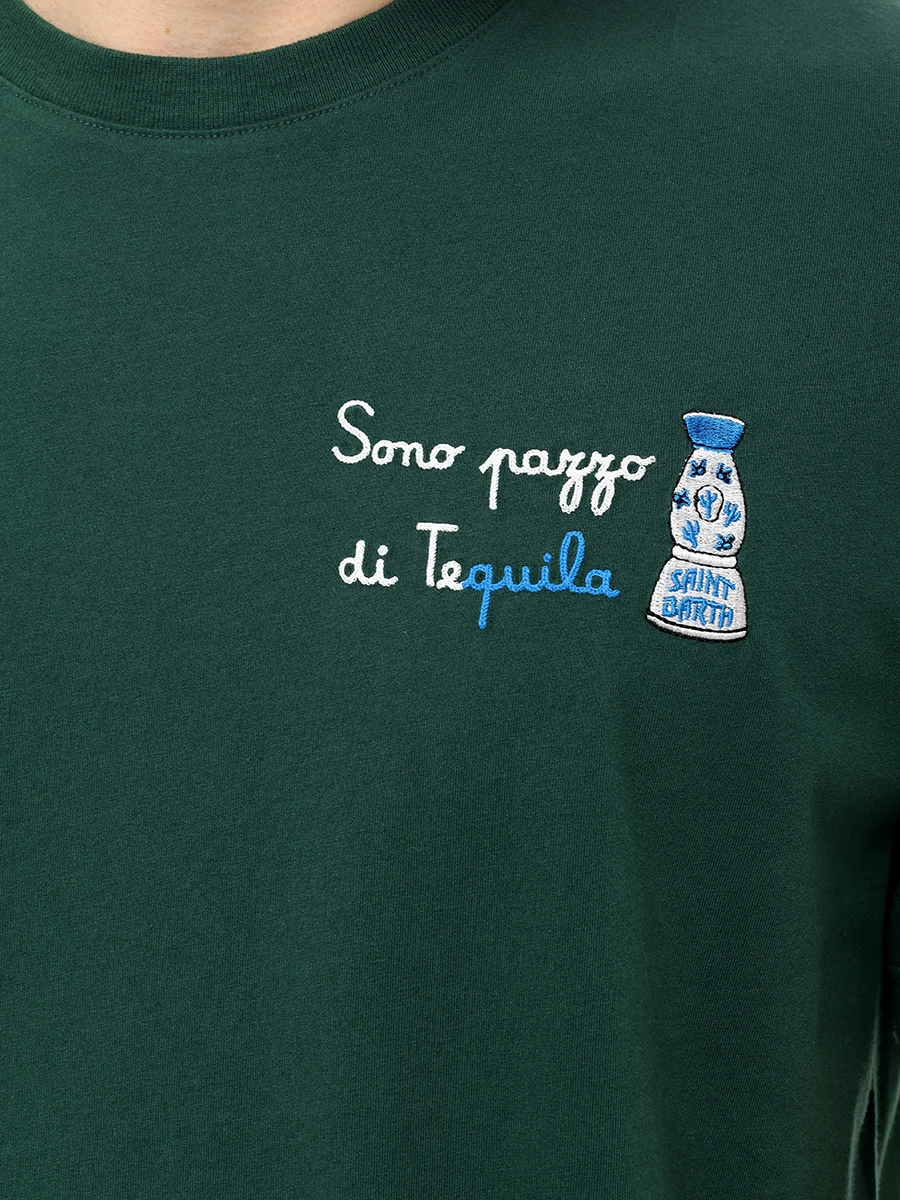 Sono pazzo
di Tequila
SAINT
BARTH